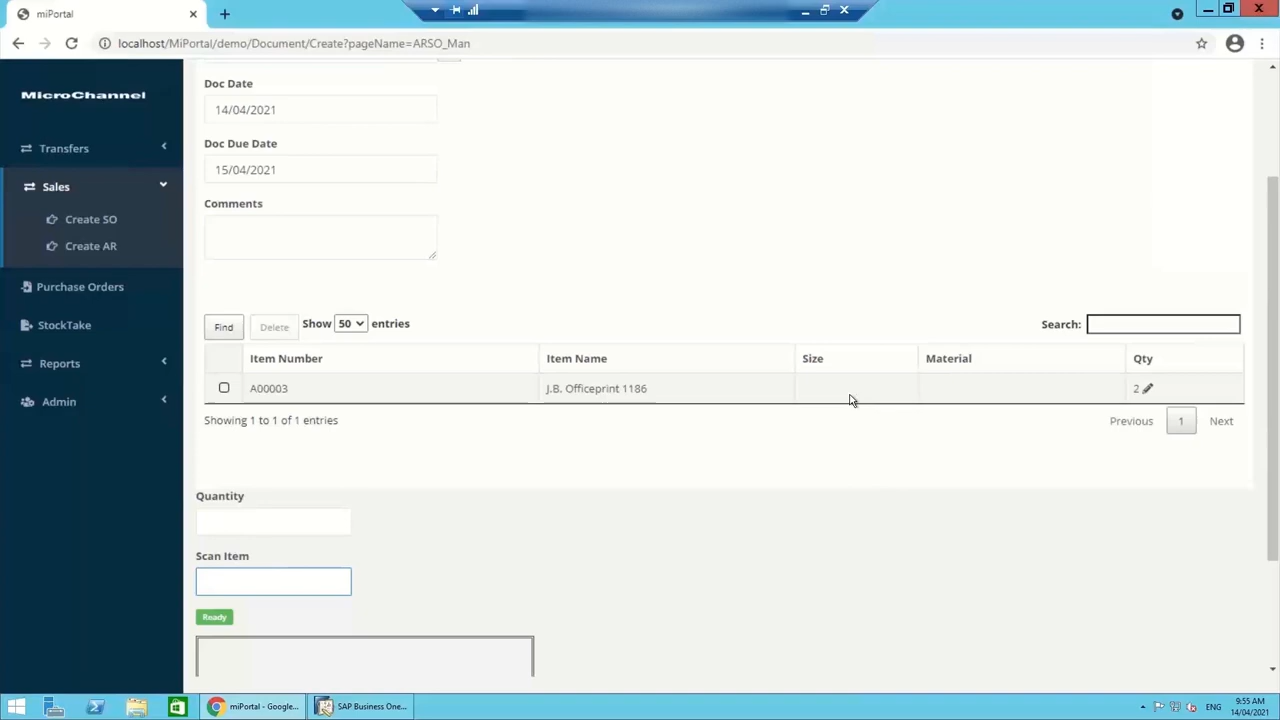 miPortal
localhost/MiPortal/demo/Document/Create?pageName=ARSO_Man
MicroChannel
Transfers
Sales
Create SO
Create AR
Purchase Orders
StockTake
Reports
Admin
Doc Date
14/04/2021
Doc Due Date
15/04/2021
Comments
Find Delete Show 50 entries Search:
Item Number Item Name Size Material Qty
A00003 J.B. Officeprint 1186 2
Showing 1 to 1 of 1 entries Previous 1 Next
Quantity
Scan Item
Ready
miPortal - Google... SAP Business One... ENG 9:55 AM
14/04/2021